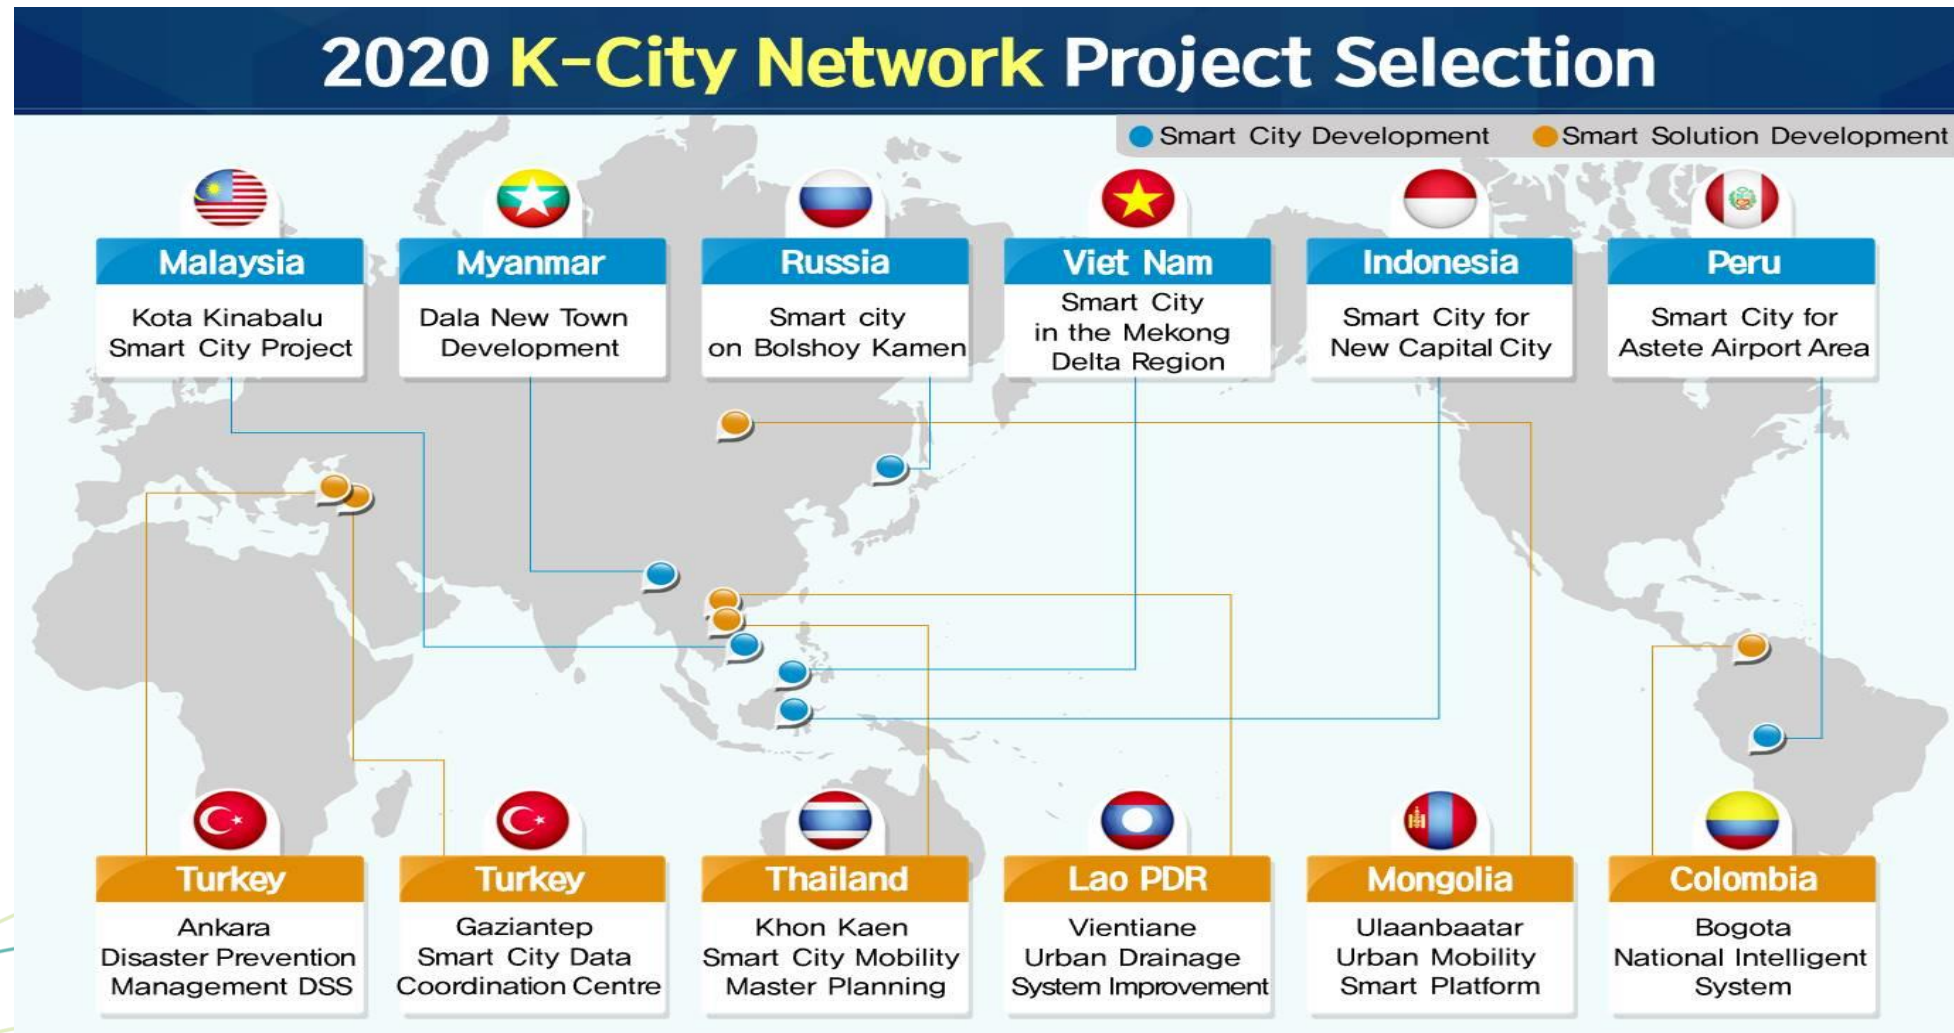 2020 K-City Network Project Selection
Smart City Development
Smart Solution Development
Malaysia
Kota Kinabalu
Smart City Project
Myanmar
Dala New Town
Development
Russia
Smart city
on Bolshoy Kamen
Viet Nam
Smart City
in the Mekong
Delta Region
Indonesia
Smart City for
New Capital City
Peru
Smart City for
Astete Airport Area
Turkey
Ankara
Disaster Prevention
Management DSS
Turkey
Gaziantep
Smart City Data
Coordination Centre
Thailand
Khon Kaen
Smart City Mobility
Master Planning
Lao PDR
Vientiane
Urban Drainage
System Improvement
Mongolia
Ulaanbaatar
Urban Mobility
Smart Platform
Colombia
Bogota
National Intelligent
System